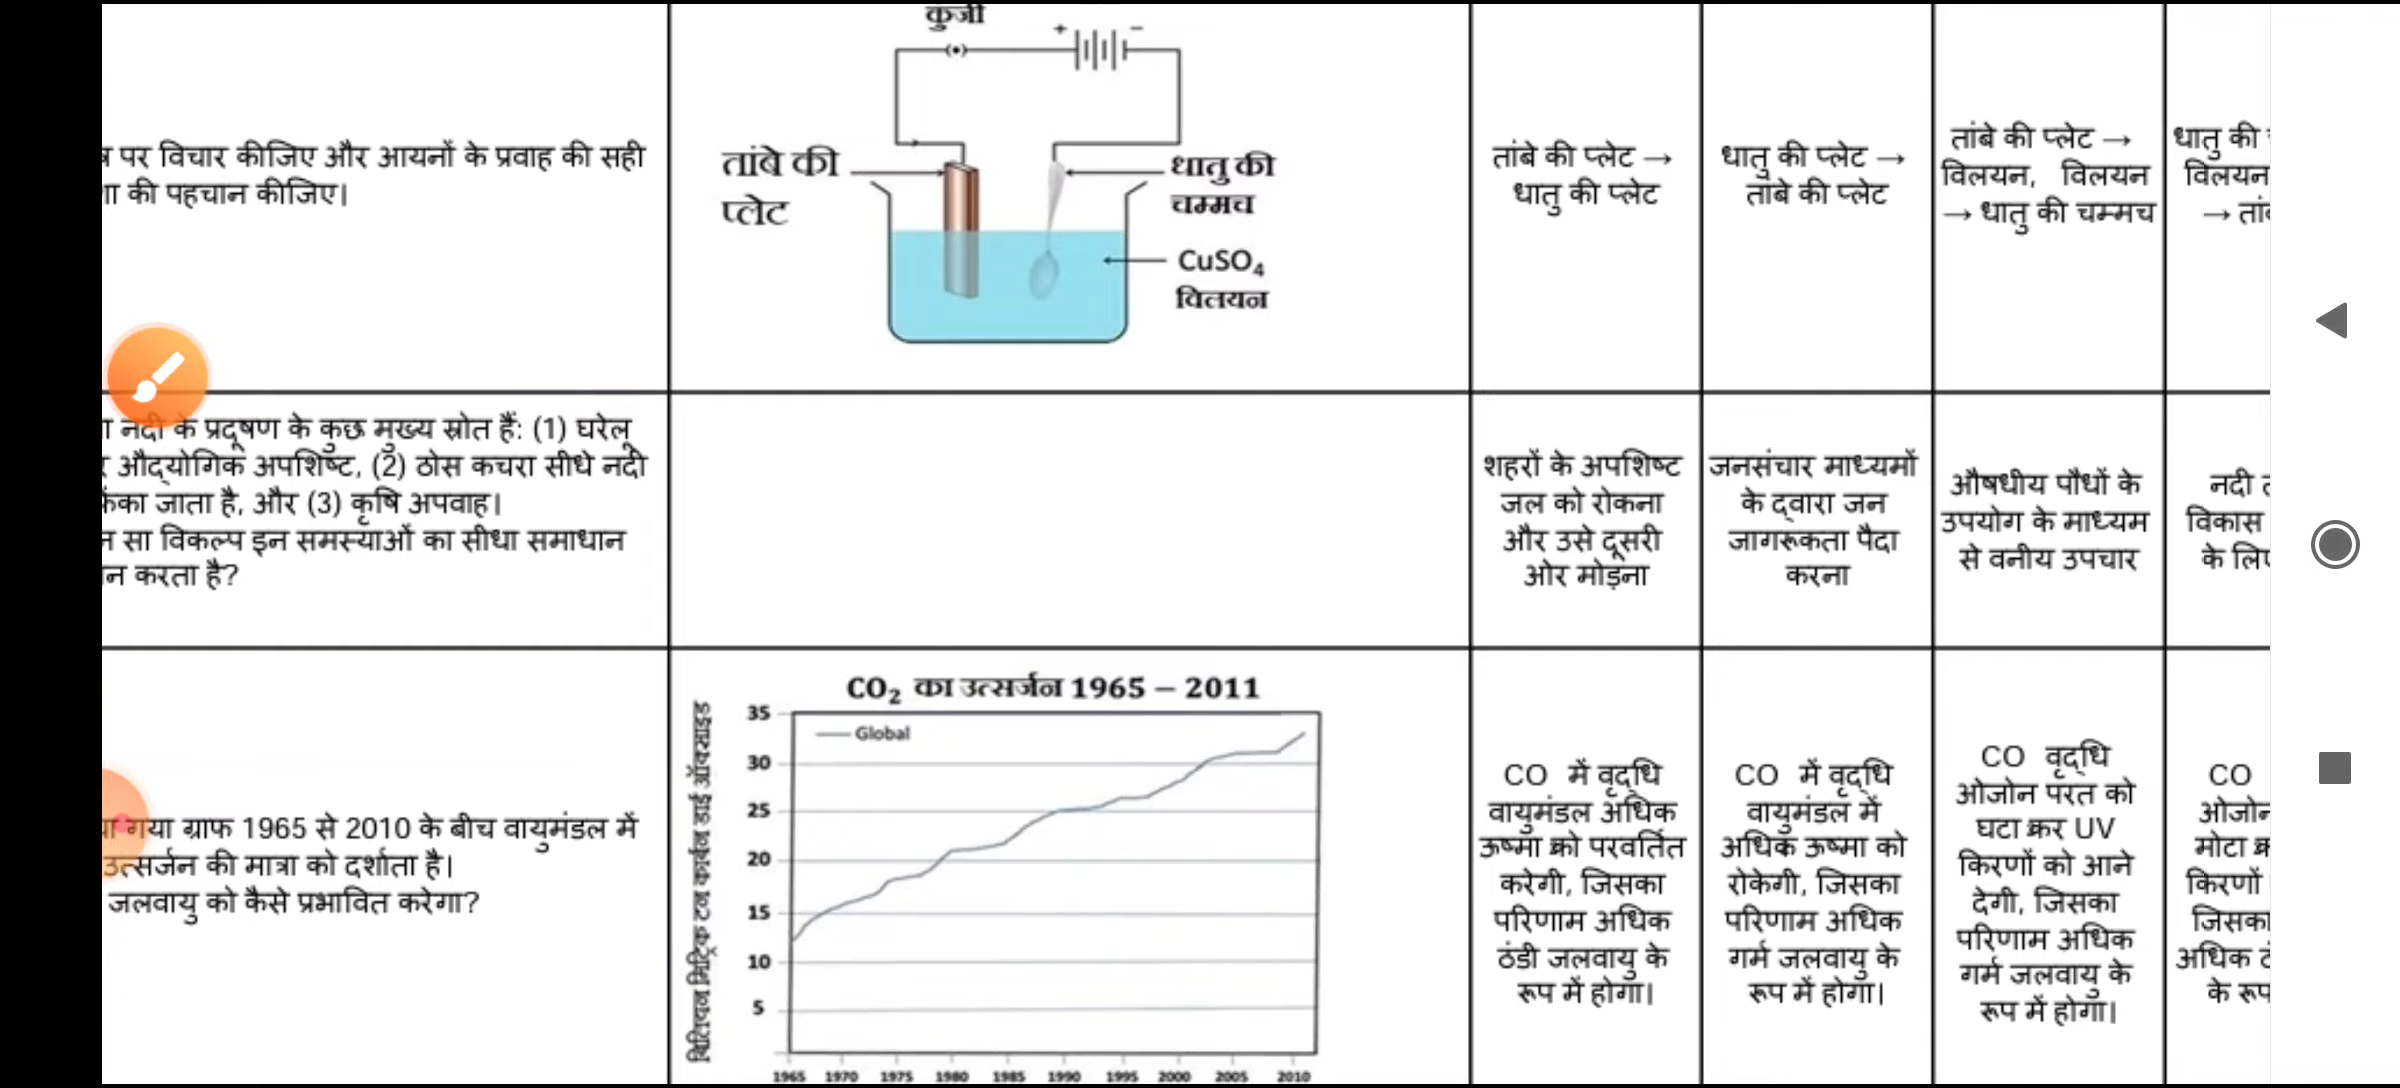 कुंजी
+ −
पर विचार कीजिए और आयनों के प्रवाह की सही
की पहचान कीजिए।
तांबे की
प्लेट
धातु की
चम्मच
CuSO4
विलयन
तांबे की प्लेट →
धातु की प्लेट
धातु की प्लेट →
तांबे की प्लेट
तांबे की प्लेट →
विलयन, विलयन
→ धातु की चम्मच
धातु की
विलयन
→
नदी के प्रदूषण के कुछ मुख्य स्रोत हैं: (1) घरेलू
औद्योगिक अपशिष्ट, (2) ठोस कचरा सीधे नदी
जाता है, और (3) कृषि अपवाह।
सा विकल्प इन समस्याओं का सीधा समाधान
करता है?
शहरों के अपशिष्ट
जल को रोकना
और उसे दूसरी
ओर मोड़ना
जनसंचार माध्यमों
के द्वारा जन
जागरूकता पैदा
करना
औषधीय पौधों के
उपयोग के माध्यम
से वनीय उपचार
नदी
विकास
के
गया ग्राफ 1965 से 2010 के बीच वायुमंडल में
उत्सर्जन की मात्रा को दर्शाता है।
जलवायु को कैसे प्रभावित करेगा?
CO2 का उत्सर्जन 1965 – 2011
बिलियन मिट्रिक टन कार्बन डाई ऑक्साइड
Global
35
30
25
20
15
10
5
1965 1970 1975 1980 1985 1990 1995 2000 2005 2010
CO में वृद्धि
वायुमंडल अधिक
ऊष्मा को परवर्तित
करेगी, जिसका
परिणाम अधिक
ठंडी जलवायु के
रूप में होगा।
CO में वृद्धि
वायुमंडल में
अधिक ऊष्मा को
रोकेगी, जिसका
परिणाम अधिक
गर्म जलवायु के
रूप में होगा।
CO वृद्धि
ओजोन परत को
घटा कर UV
किरणों को आने
देगी, जिसका
परिणाम अधिक
गर्म जलवायु के
रूप में होगा।
CO
ओजोन
मोटा
किरणों
जिसका
अधिक
के रूप